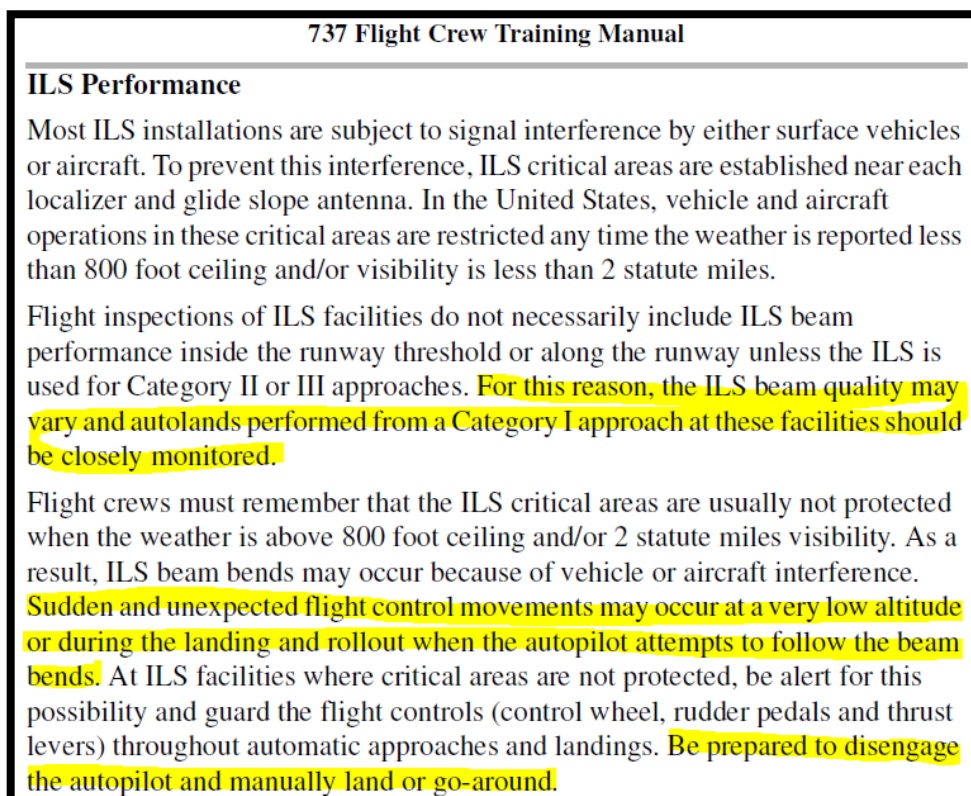 737 Flight Crew Training Manual
ILS Performance
Most ILS installations are subject to signal interference by either surface vehicles
or aircraft. To prevent this interference, ILS critical areas are established near each
localizer and glide slope antenna. In the United States, vehicle and aircraft
operations in these critical areas are restricted any time the weather is reported less
than 800 foot ceiling and/or visibility is less than 2 statute miles.
Flight inspections of ILS facilities do not necessarily include ILS beam
performance inside the runway threshold or along the runway unless the ILS is
used for Category II or III approaches. For this reason, the ILS beam quality may
vary and autolands performed from a Category I approach at these facilities should
be closely monitored.
Flight crews must remember that the ILS critical areas are usually not protected
when the weather is above 800 foot ceiling and/or 2 statute miles visibility. As a
result, ILS beam bends may occur because of vehicle or aircraft interference.
Sudden and unexpected flight control movements may occur at a very low altitude
or during the landing and rollout when the autopilot attempts to follow the beam
bends. At ILS facilities where critical areas are not protected, be alert for this
possibility and guard the flight controls (control wheel, rudder pedals and thrust
levers) throughout automatic approaches and landings. Be prepared to disengage
the autopilot and manually land or go-around.